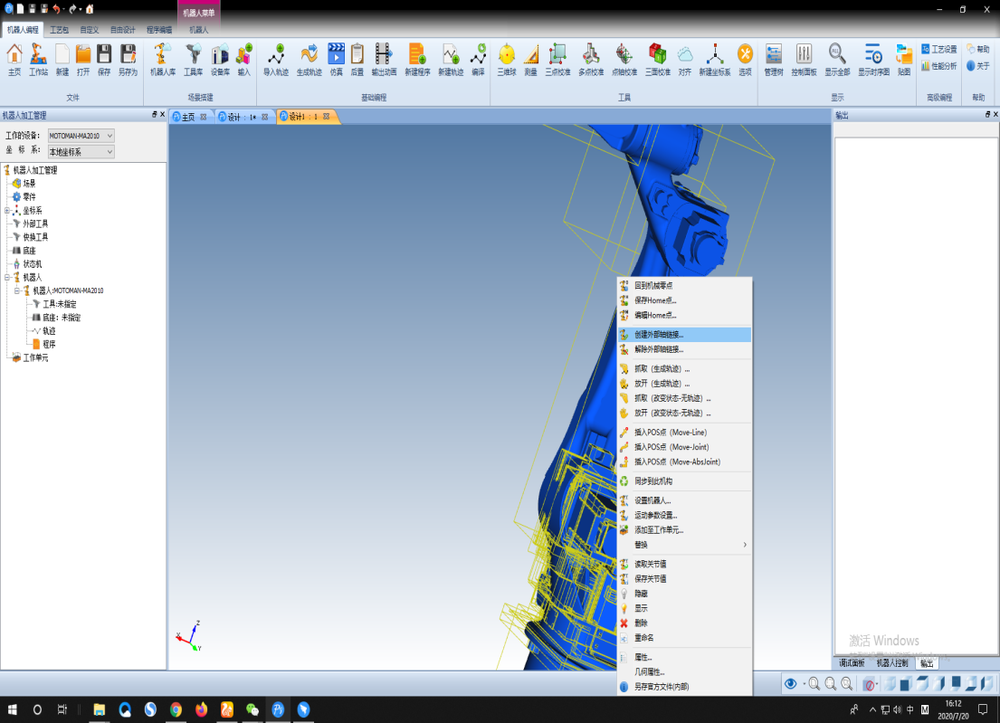 机器人菜单
机器人编程 工艺包 自定义 自由设计 程序编辑 机器人
主页 工作站 新建 打开 保存 另存为 机器人库 工具库 设备库 输入 导入轨迹 生成轨迹 仿真 后置 输出动画 新建程序 新建轨迹 编译 三维球 测量 三点校准 多点校准 点轴校准 三面校准 对齐 新建坐标系 选项 管理树 控制面板 显示全部 显示时序图 贴图 工艺设置 帮助
性能分析 关于
文件 场景搭建 基础编程 工具 显示 高级编程 帮助
机器人加工管理 主页 设计 : 1* 设计1 : 1 输出
工作的设备: MOTOMAN-MA2010
坐 标 系: 本地坐标系
机器人加工管理
场景
零件
坐标系
外部工具
快换工具
底座
状态机
机器人
机器人:MOTOMAN-MA2010
工具:未指定
底座: 未指定
轨迹
程序
工作单元
回到机械零点
保存Home点...
编辑Home点...
创建外部轴链接...
解除外部轴链接...
抓取（生成轨迹）...
放开（生成轨迹）...
抓取（改变状态-无轨迹）...
放开（改变状态-无轨迹）...
插入POS点（Move-Line)
插入POS点（Move-Joint)
插入POS点（Move-AbsJoint)
同步到此机构
设置机器人...
运动参数设置...
添加至工作单元...
替换
读取关节值
保存关节值
隐藏
显示
删除
重命名
属性...
几何属性...
另存官方文件(内部)
Z
X
Y
激活 Windows
调试面板 机器人控制 输出
中 M
16:12
2020/7/20